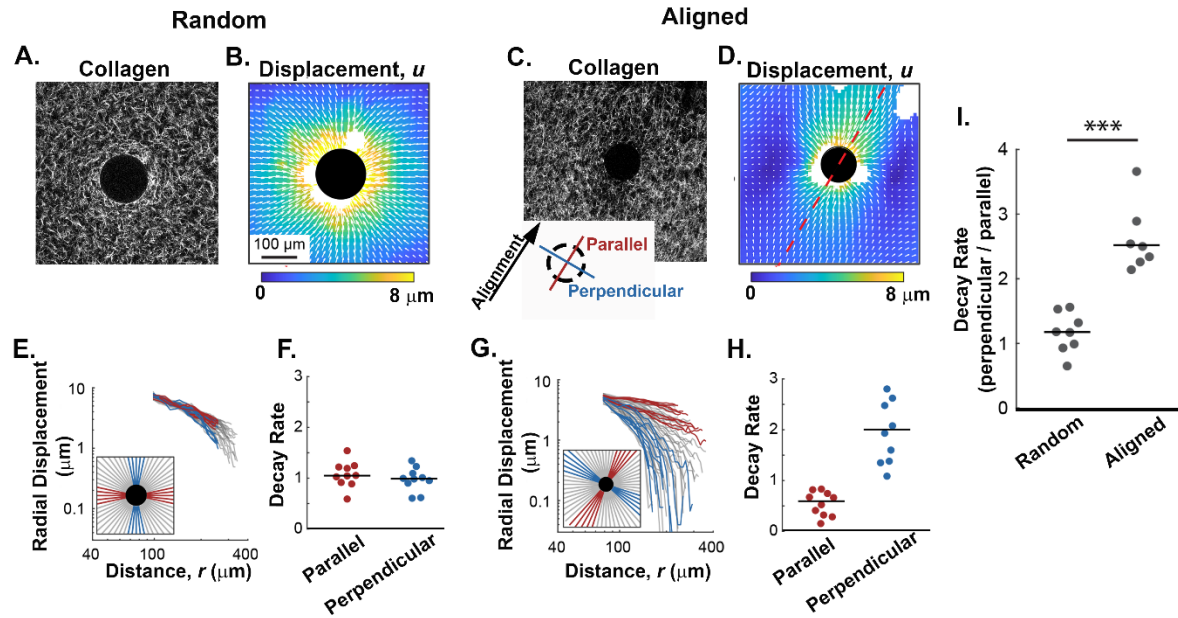 Random
Aligned
A.
Collagen
B.
Displacement, u
100 μm
0
8 μm
C.
Collagen
Alignment
Parallel
Perpendicular
D.
Displacement, u
0
8 μm
E.
Radial Displacement
(μm)
10
1
0.1
40
100
400
Distance, r (μm)
F.
Decay Rate
3
2
1
0
Parallel
Perpendicular
G.
Radial Displacement
(μm)
10
1
0.1
40
100
400
Distance, r (μm)
H.
Decay Rate
3
2
1
0
Parallel
Perpendicular
I.
***
Decay Rate
(perpendicular / parallel)
4
3
2
1
0
Random
Aligned